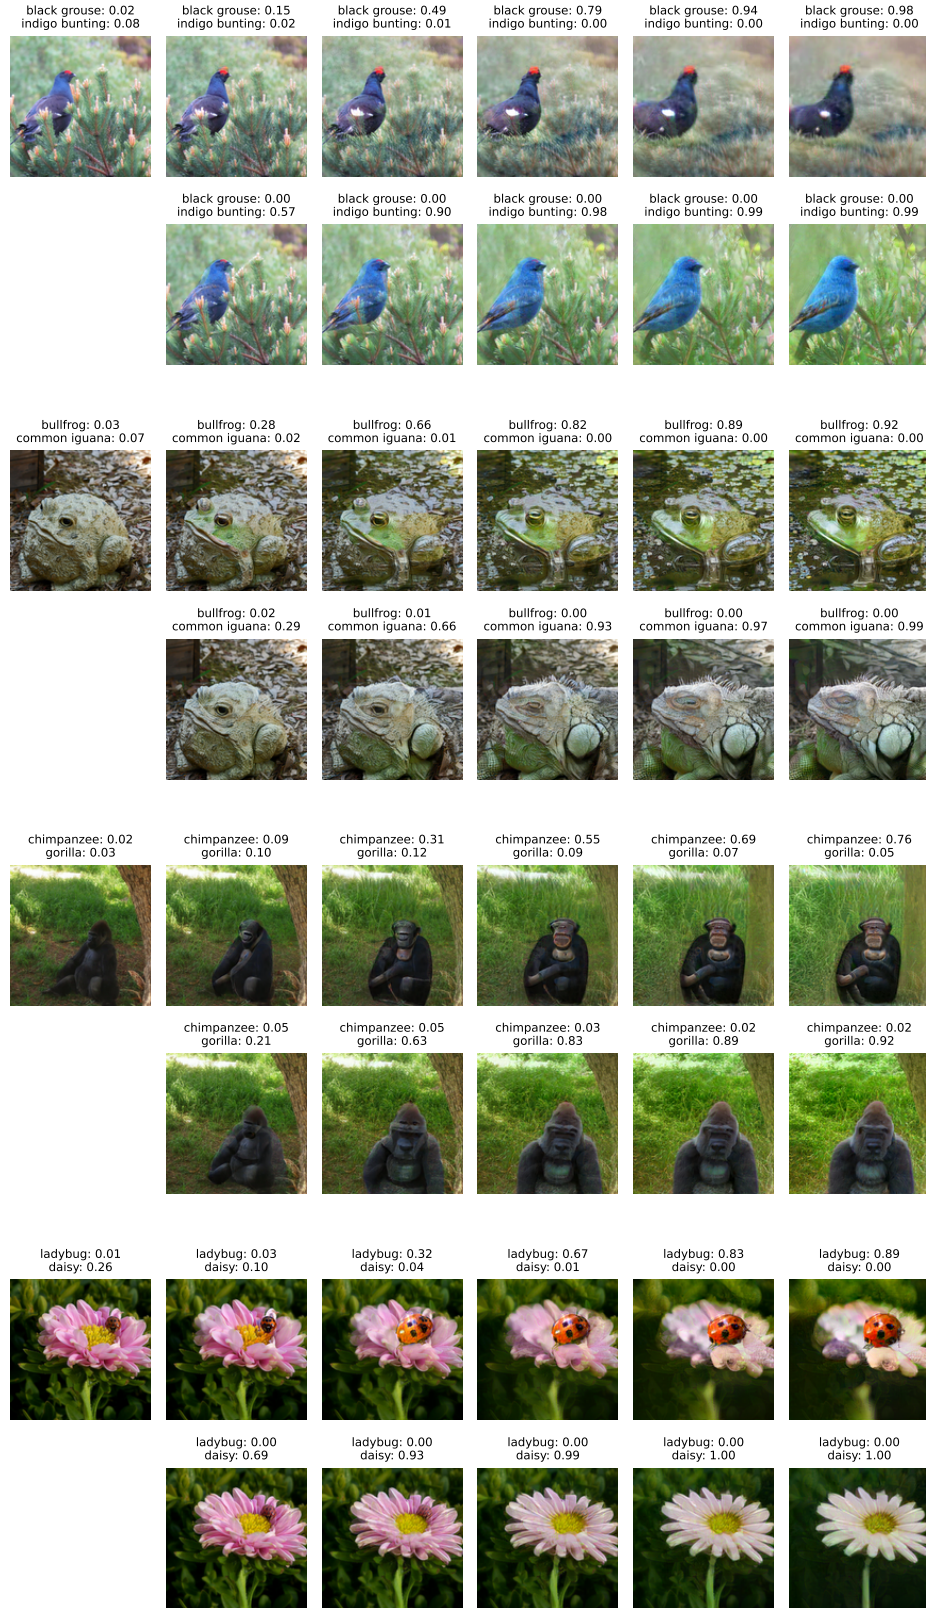 black grouse: 0.02
indigo bunting: 0.08
black grouse: 0.15
indigo bunting: 0.02
black grouse: 0.49
indigo bunting: 0.01
black grouse: 0.79
indigo bunting: 0.00
black grouse: 0.94
indigo bunting: 0.00
black grouse: 0.98
indigo bunting: 0.00
black grouse: 0.00
indigo bunting: 0.57
black grouse: 0.00
indigo bunting: 0.90
black grouse: 0.00
indigo bunting: 0.98
black grouse: 0.00
indigo bunting: 0.99
black grouse: 0.00
indigo bunting: 0.99
bullfrog: 0.03
common iguana: 0.07
bullfrog: 0.28
common iguana: 0.02
bullfrog: 0.66
common iguana: 0.01
bullfrog: 0.82
common iguana: 0.00
bullfrog: 0.89
common iguana: 0.00
bullfrog: 0.92
common iguana: 0.00
bullfrog: 0.02
common iguana: 0.29
bullfrog: 0.01
common iguana: 0.66
bullfrog: 0.00
common iguana: 0.93
bullfrog: 0.00
common iguana: 0.97
bullfrog: 0.00
common iguana: 0.99
chimpanzee: 0.02
gorilla: 0.03
chimpanzee: 0.09
gorilla: 0.10
chimpanzee: 0.31
gorilla: 0.12
chimpanzee: 0.55
gorilla: 0.09
chimpanzee: 0.69
gorilla: 0.07
chimpanzee: 0.76
gorilla: 0.05
chimpanzee: 0.05
gorilla: 0.21
chimpanzee: 0.05
gorilla: 0.63
chimpanzee: 0.03
gorilla: 0.83
chimpanzee: 0.02
gorilla: 0.89
chimpanzee: 0.02
gorilla: 0.92
ladybug: 0.01
daisy: 0.26
ladybug: 0.03
daisy: 0.10
ladybug: 0.32
daisy: 0.04
ladybug: 0.67
daisy: 0.01
ladybug: 0.83
daisy: 0.00
ladybug: 0.89
daisy: 0.00
ladybug: 0.00
daisy: 0.69
ladybug: 0.00
daisy: 0.93
ladybug: 0.00
daisy: 0.99
ladybug: 0.00
daisy: 1.00
ladybug: 0.00
daisy: 1.00